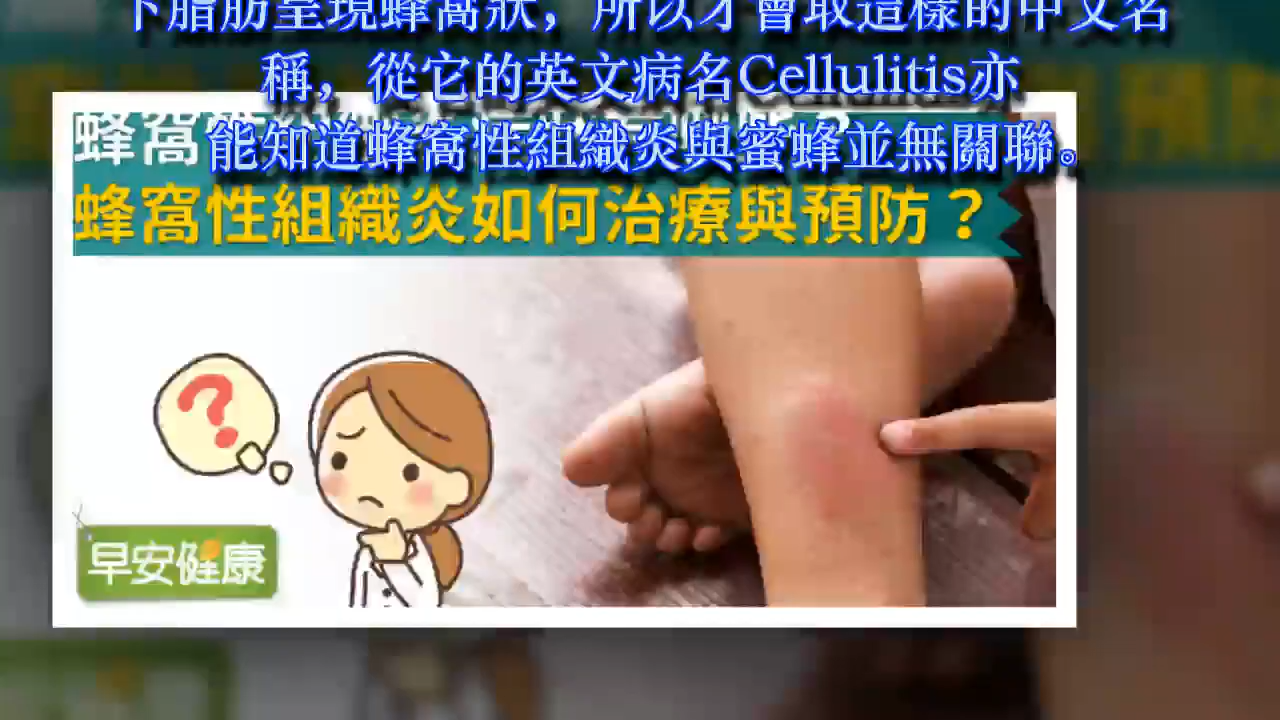 下脂肪呈現蜂窩狀，所以才會取這樣的中文名
稱，從它的英文病名Cellulitis亦
能知道蜂窩性組織炎與蜜蜂並無關聯。
蜂窩
蜂窩性組織炎如何治療與預防？
早安健康